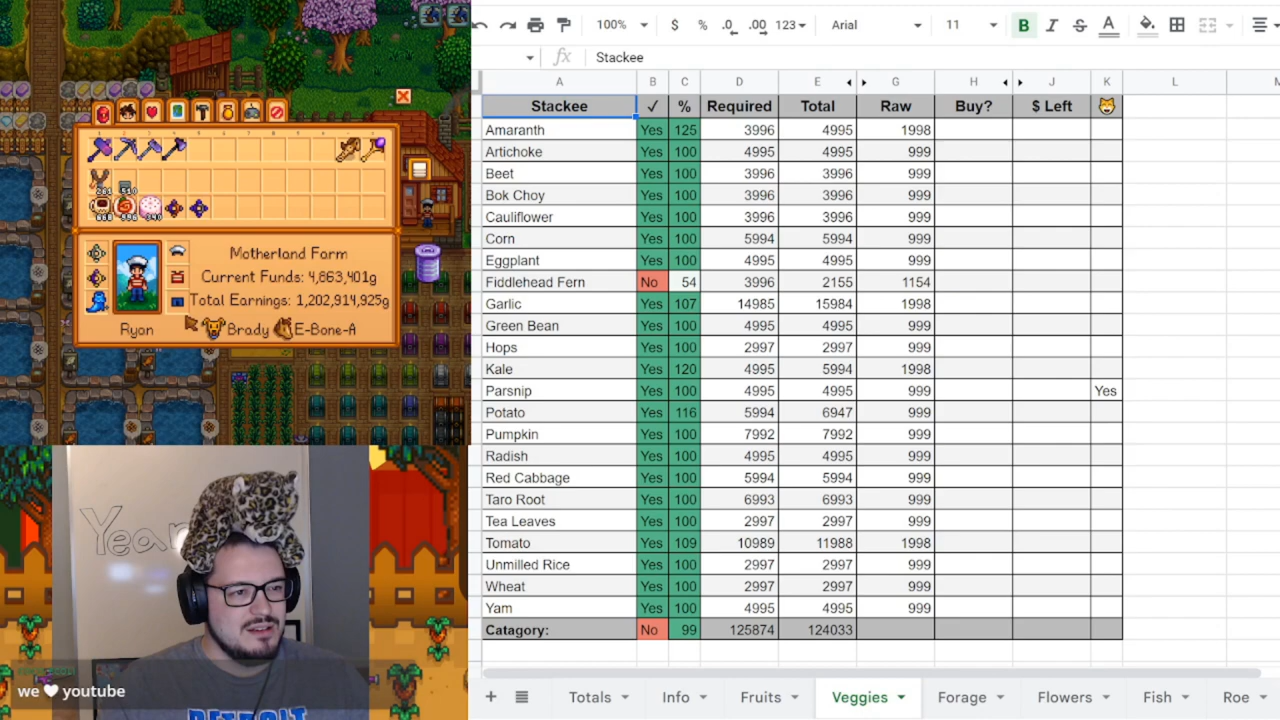 Motherland Farm
Current Funds: 4,663,401g
Total Earnings: 1,202,914,925g
Ryon
Brady
E-Bone-A
Year
we ❤ youtube
DETROIT
100%
$ % .0 .00 123
Arial
11
B I S A
fx Stackee
A B C D E G H J K L M
Stackee ✓ % Required Total Raw Buy? $ Left
Amaranth Yes 125 3996 4995 1998
Artichoke Yes 100 4995 4995 999
Beet Yes 100 3996 3996 999
Bok Choy Yes 100 3996 3996 999
Cauliflower Yes 100 3996 3996 999
Corn Yes 100 5994 5994 999
Eggplant Yes 100 4995 4995 999
Fiddlehead Fern No 54 3996 2155 1154
Garlic Yes 107 14985 15984 1998
Green Bean Yes 100 4995 4995 999
Hops Yes 100 2997 2997 999
Kale Yes 120 4995 5994 1998
Parsnip Yes 100 4995 4995 999 Yes
Potato Yes 116 5994 6947 999
Pumpkin Yes 100 7992 7992 999
Radish Yes 100 4995 4995 999
Red Cabbage Yes 100 5994 5994 999
Taro Root Yes 100 6993 6993 999
Tea Leaves Yes 100 2997 2997 999
Tomato Yes 109 10989 11988 1998
Unmilled Rice Yes 100 2997 2997 999
Wheat Yes 100 2997 2997 999
Yam Yes 100 4995 4995 999
Catagory: No 99 125874 124033
Totals Info Fruits Veggies Forage Flowers Fish Roe